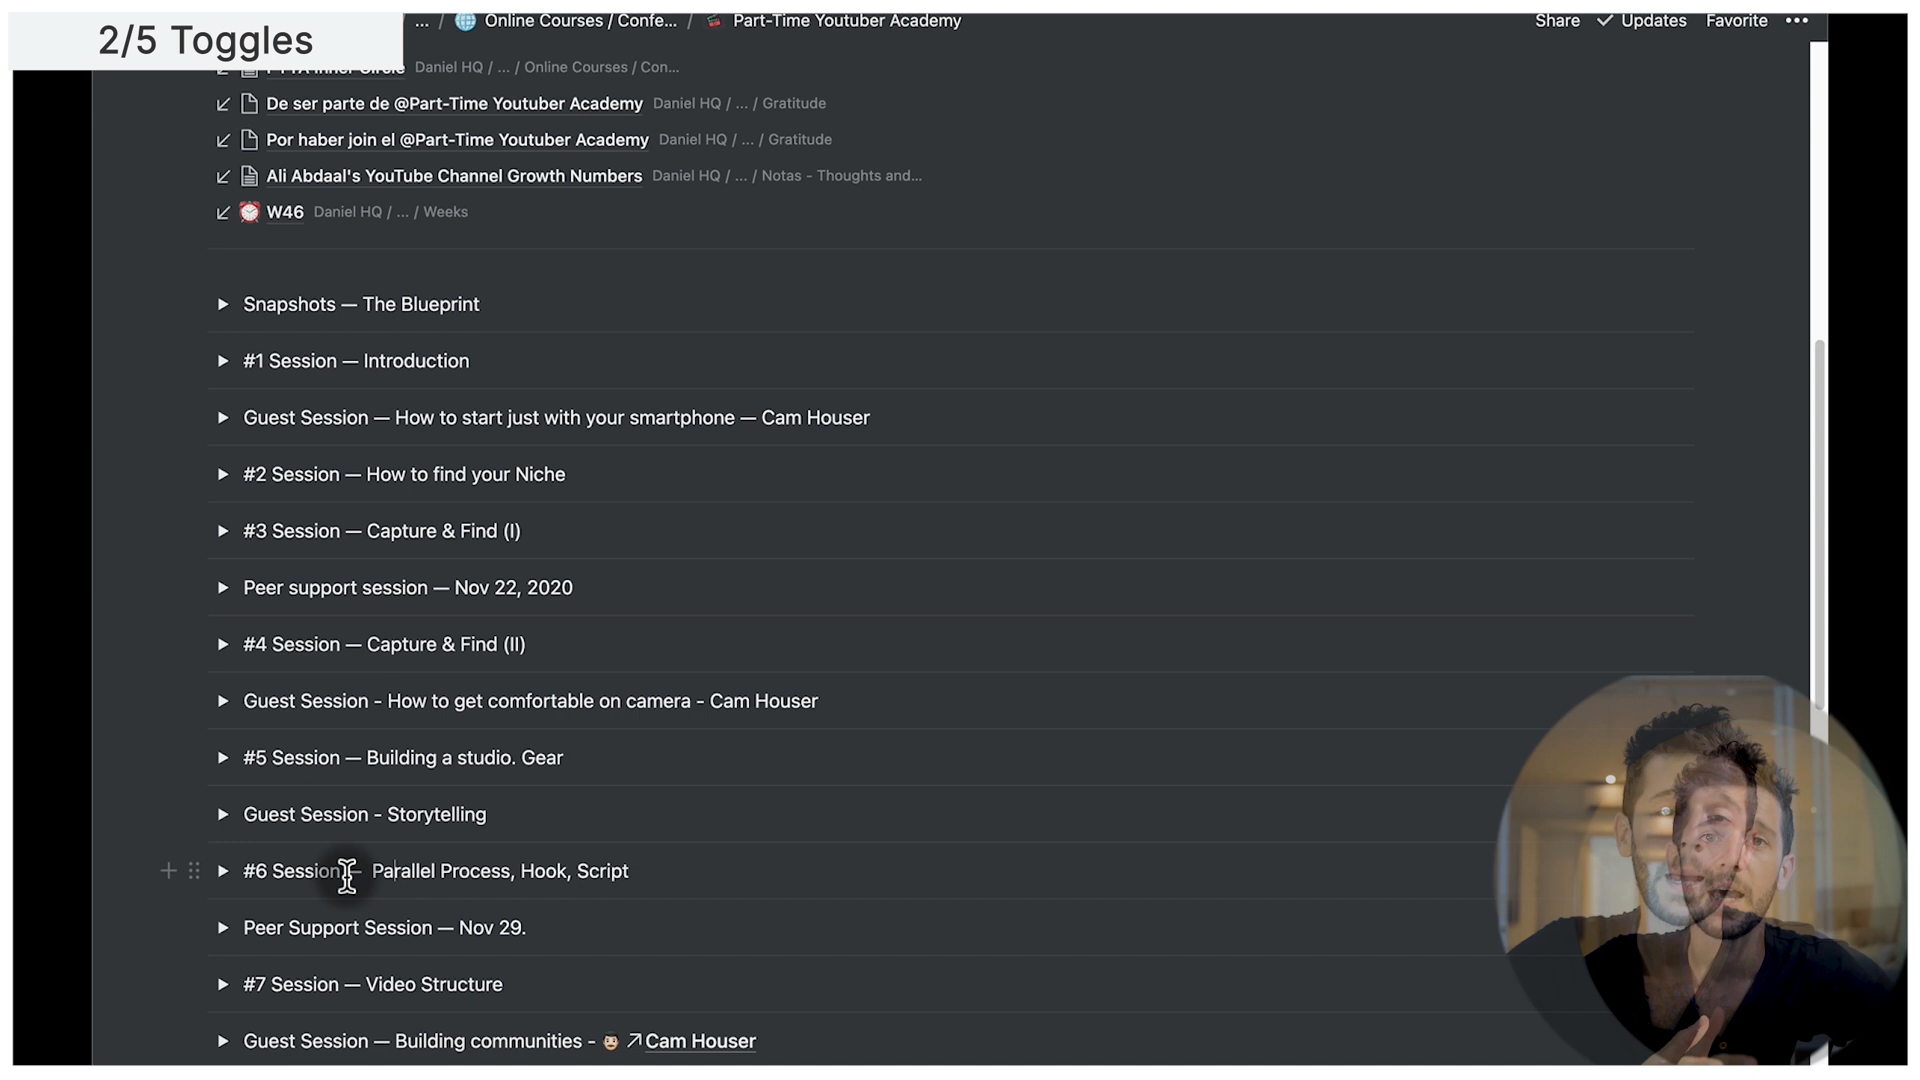 2/5 Toggles
... / Online Courses / Confe... / Part-Time Youtuber Academy
Share Updates Favorite •••
Inner Circle Daniel HQ / ... / Online Courses / Con...
De ser parte de @Part-Time Youtuber Academy Daniel HQ / ... / Gratitude
Por haber join el @Part-Time Youtuber Academy Daniel HQ / ... / Gratitude
Ali Abdaal's YouTube Channel Growth Numbers Daniel HQ / ... / Notas - Thoughts and...
W46 Daniel HQ / ... / Weeks
Snapshots — The Blueprint
#1 Session — Introduction
Guest Session — How to start just with your smartphone — Cam Houser
#2 Session — How to find your Niche
#3 Session — Capture & Find (I)
Peer support session — Nov 22, 2020
#4 Session — Capture & Find (II)
Guest Session - How to get comfortable on camera - Cam Houser
#5 Session — Building a studio. Gear
Guest Session - Storytelling
#6 Session — Parallel Process, Hook, Script
Peer Support Session — Nov 29.
#7 Session — Video Structure
Guest Session — Building communities - Cam Houser